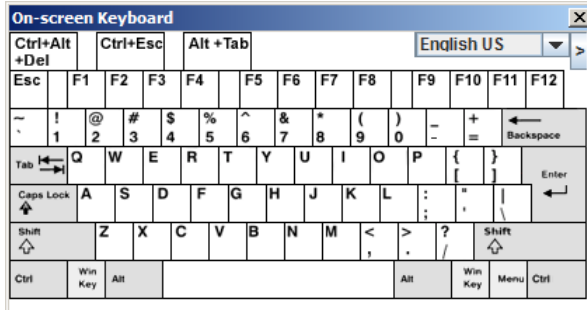 On-screen Keyboard X
Ctrl+Alt +Del Ctrl+Esc Alt +Tab English US >
Esc F1 F2 F3 F4 F5 F6 F7 F8 F9 F10 F11 F12
~ ! @ # $ % ^ & * ( ) _ +
` 1 2 3 4 5 6 7 8 9 0 - = Backspace
Tab Q W E R T Y U I O P { }
[ ] Enter
Caps Lock A S D F G H J K L : " |
; ' \
Shift Z X C V B N M < > ? Shift
, . /
Ctrl Win Key Alt Alt Win Key Menu Ctrl